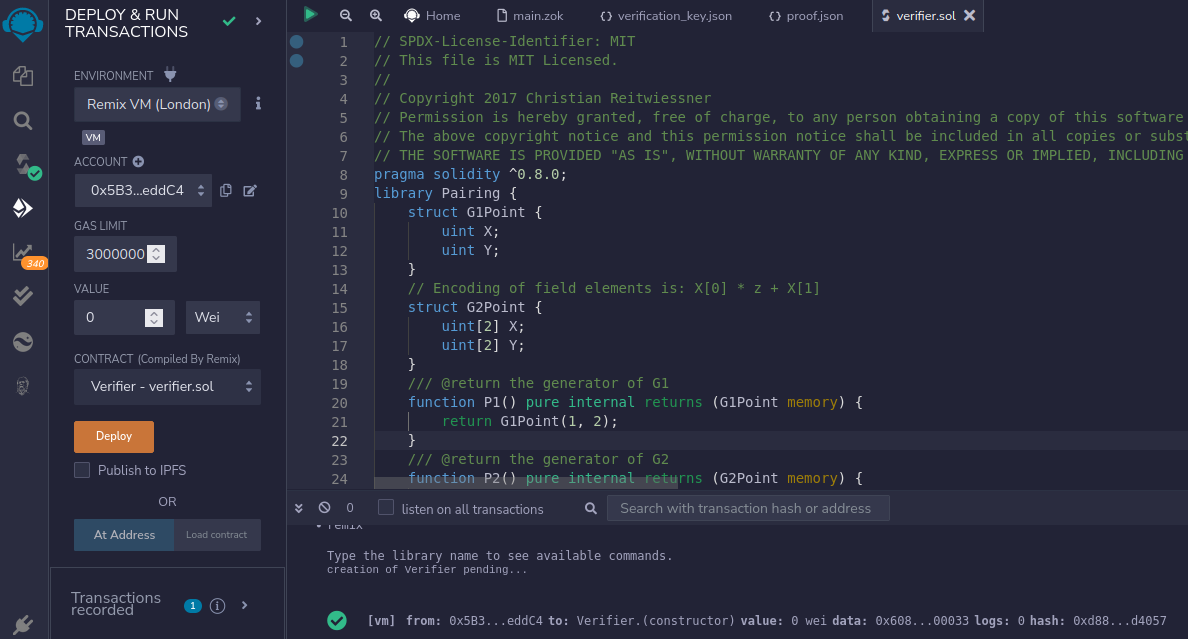 DEPLOY & RUN
TRANSACTIONS
ENVIRONMENT
Remix VM (London)
VM
ACCOUNT
0x5B3...eddC4
GAS LIMIT
3000000
VALUE
0
Wei
CONTRACT (Compiled By Remix)
Verifier - verifier.sol
Deploy
Publish to IPFS
OR
At Address
Load contract
Transactions
recorded
1
340
Home
main.zok
verification_key.json
proof.json
verifier.sol
1 // SPDX-License-Identifier: MIT
2 // This file is MIT Licensed.
3 //
4 // Copyright 2017 Christian Reitwiessner
5 // Permission is hereby granted, free of charge, to any person obtaining a copy of this software
6 // The above copyright notice and this permission notice shall be included in all copies or subst
7 // THE SOFTWARE IS PROVIDED "AS IS", WITHOUT WARRANTY OF ANY KIND, EXPRESS OR IMPLIED, INCLUDING
8 pragma solidity ^0.8.0;
9 library Pairing {
10 struct G1Point {
11 uint X;
12 uint Y;
13 }
14 // Encoding of field elements is: X[0] * z + X[1]
15 struct G2Point {
16 uint[2] X;
17 uint[2] Y;
18 }
19 /// @return the generator of G1
20 function P1() pure internal returns (G1Point memory) {
21 return G1Point(1, 2);
22 }
23 /// @return the generator of G2
24 function P2() pure internal returns (G2Point memory) {
0
listen on all transactions
Search with transaction hash or address
remix
Type the library name to see available commands.
creation of Verifier pending...
[vm] from: 0x5B3...eddC4 to: Verifier.(constructor) value: 0 wei data: 0x608...00033 logs: 0 hash: 0xd88...d4057